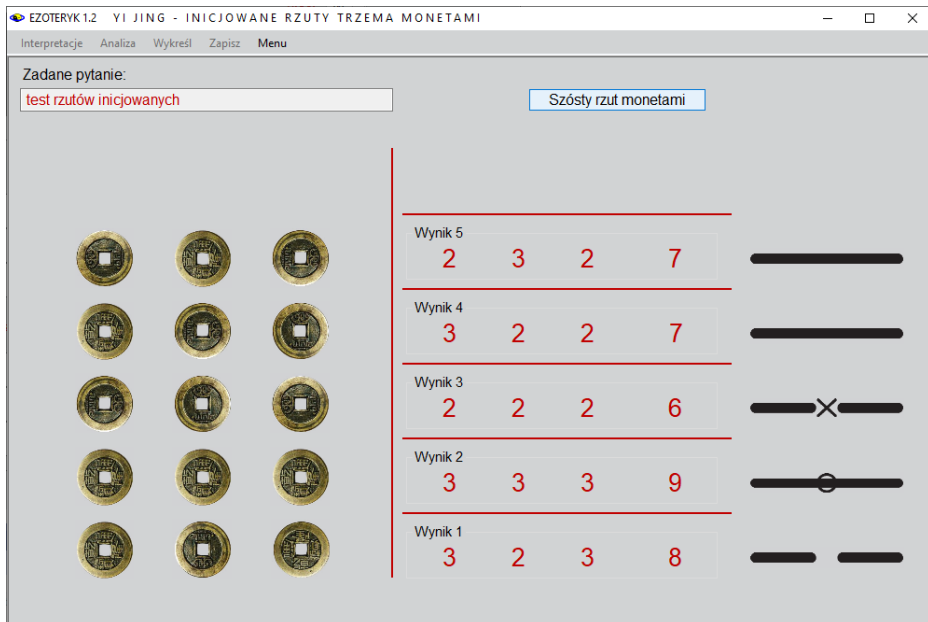 EZOTERYK 1.2 YI JING - INICJOWANE RZUTY TRZEMA MONETAMI
Interpretacje Analiza Wykreśl Zapisz Menu
Zadane pytanie:
test rzutów inicjowanych
Szósty rzut monetami
Wynik 5
2 3 2 7
Wynik 4
3 2 2 7
Wynik 3
2 2 2 6
Wynik 2
3 3 3 9
Wynik 1
3 2 3 8